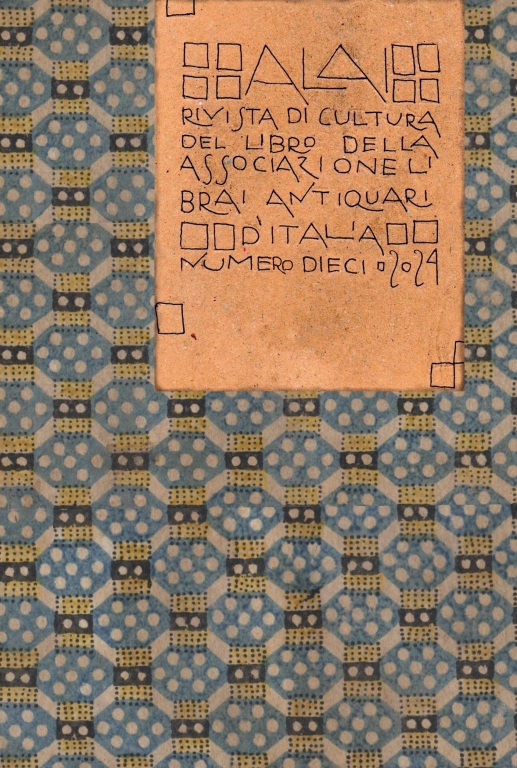 ALAI
RIVISTA DI CULTURA
DEL LIBRO DELLA
ASSOCIAZIONE LI
BRAI ANTIQUARI
D'ITALIA
NUMERO DIECI 2024